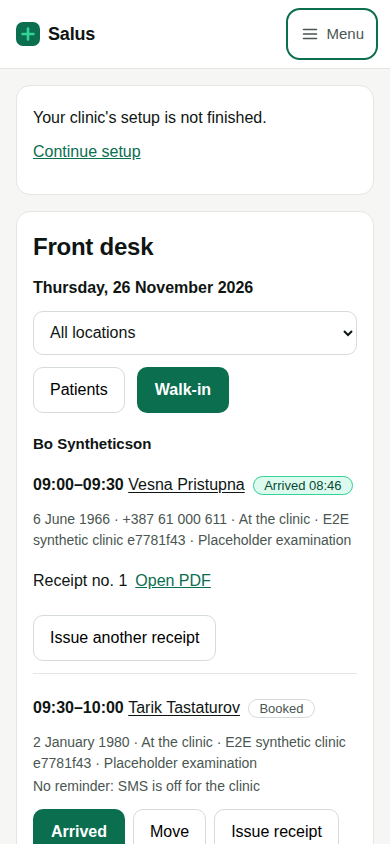 Salus
Menu
Your clinic's setup is not finished.
Continue setup
Front desk
Thursday, 26 November 2026
All locations
Patients
Walk-in
Bo Syntheticson
09:00–09:30 Vesna Pristupna Arrived 08:46
6 June 1966 · +387 61 000 611 · At the clinic · E2E
synthetic clinic e7781f43 · Placeholder examination
Receipt no. 1 Open PDF
Issue another receipt
09:30–10:00 Tarik Tastaturov Booked
2 January 1980 · At the clinic · E2E synthetic clinic
e7781f43 · Placeholder examination
No reminder: SMS is off for the clinic
Arrived
Move
Issue receipt